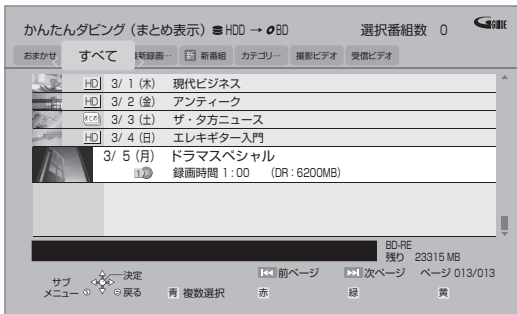 かんたんダビング (まとめ表示) HDD → BD 選択番組数 0 G GUIDE
おまかせ すべて 新番組 カテゴリ… 撮影ビデオ 受信ビデオ
HD 3/ 1 (木) 現代ビジネス
HD 3/ 2 (金) アンティーク
まとめ 3/ 3 (土) ザ・夕方ニュース
HD 3/ 4 (日) エレキギター入門
3/ 5 (月) ドラマスペシャル
録画時間 1:00 (DR:6200MB)
BD-RE
残り 23315 MB
前ページ 次ページ ページ 013/013
サブ メニュー 決定 戻る
青 複数選択 赤 緑 黄